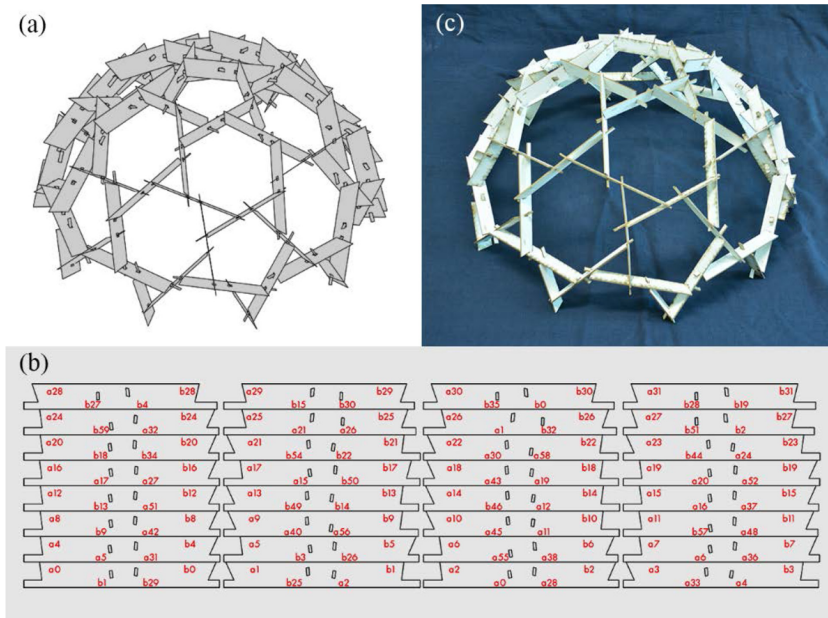 (a)
(c)
(b)
a28 b28 a29 b29 a30 b30 a31 b31
b27 b4 b15 b30 b35 b0 b28 b19
a24 b24 a25 b25 a26 b26 a27 b27
b59 a32 a21 a26 a1 b32 b51 b2
a20 b20 a21 b21 a22 b22 a23 b23
b18 b34 b54 b22 a30 a58 b44 a24
a16 b16 a17 b17 a18 b18 a19 b19
a17 a27 a15 b50 a43 a19 a20 a52
a12 b12 a13 b13 a14 b14 a15 b15
b13 a51 b49 b14 b46 a12 a16 a37
a8 b8 a9 b9 a10 b10 a11 b11
b9 a42 a40 a56 a45 a11 b57 a48
a4 b4 a5 b5 a6 b6 a7 b7
a5 a31 b3 b26 a55 a38 a6 a36
a0 b0 a1 b1 a2 b2 a3 b3
b1 b29 b25 a2 a0 a28 a33 a4